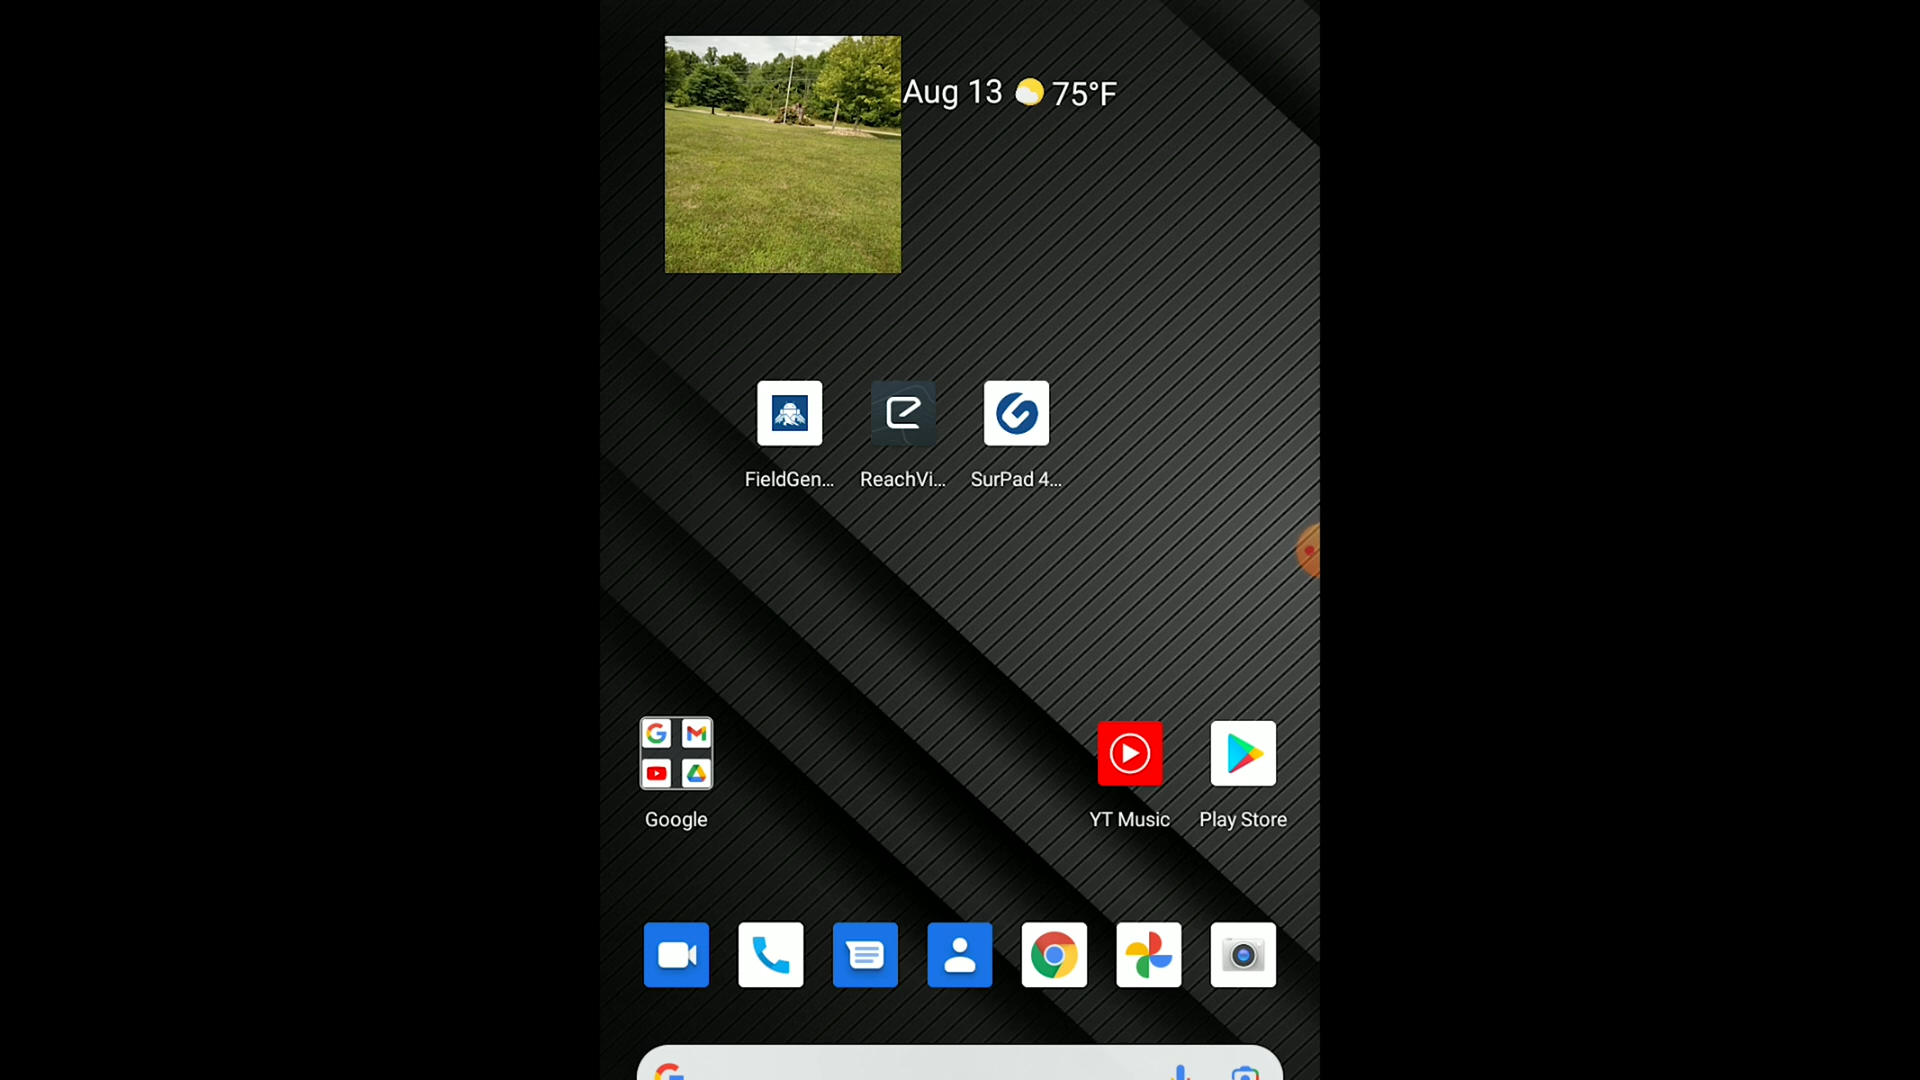 Aug 13 75°F
FieldGen... ReachVi... SurPad 4...
Google YT Music Play Store